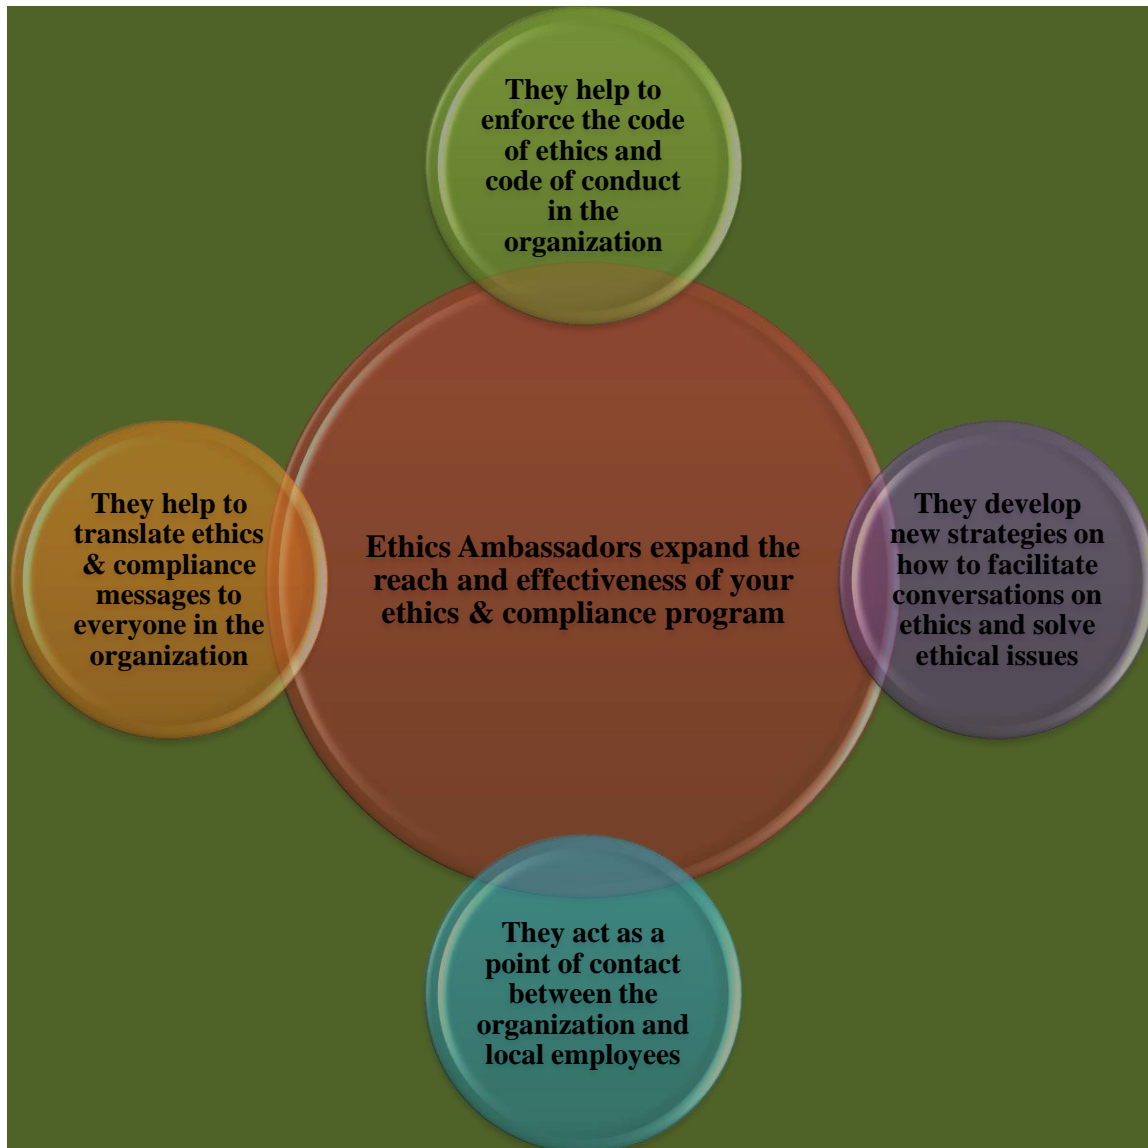 They help to
enforce the code
of ethics and
code of conduct
in the
organization
They help to
translate ethics
& compliance
messages to
everyone in the
organization
Ethics Ambassadors expand the
reach and effectiveness of your
ethics & compliance program
They develop
new strategies on
how to facilitate
conversations on
ethics and solve
ethical issues
They act as a
point of contact
between the
organization and
local employees